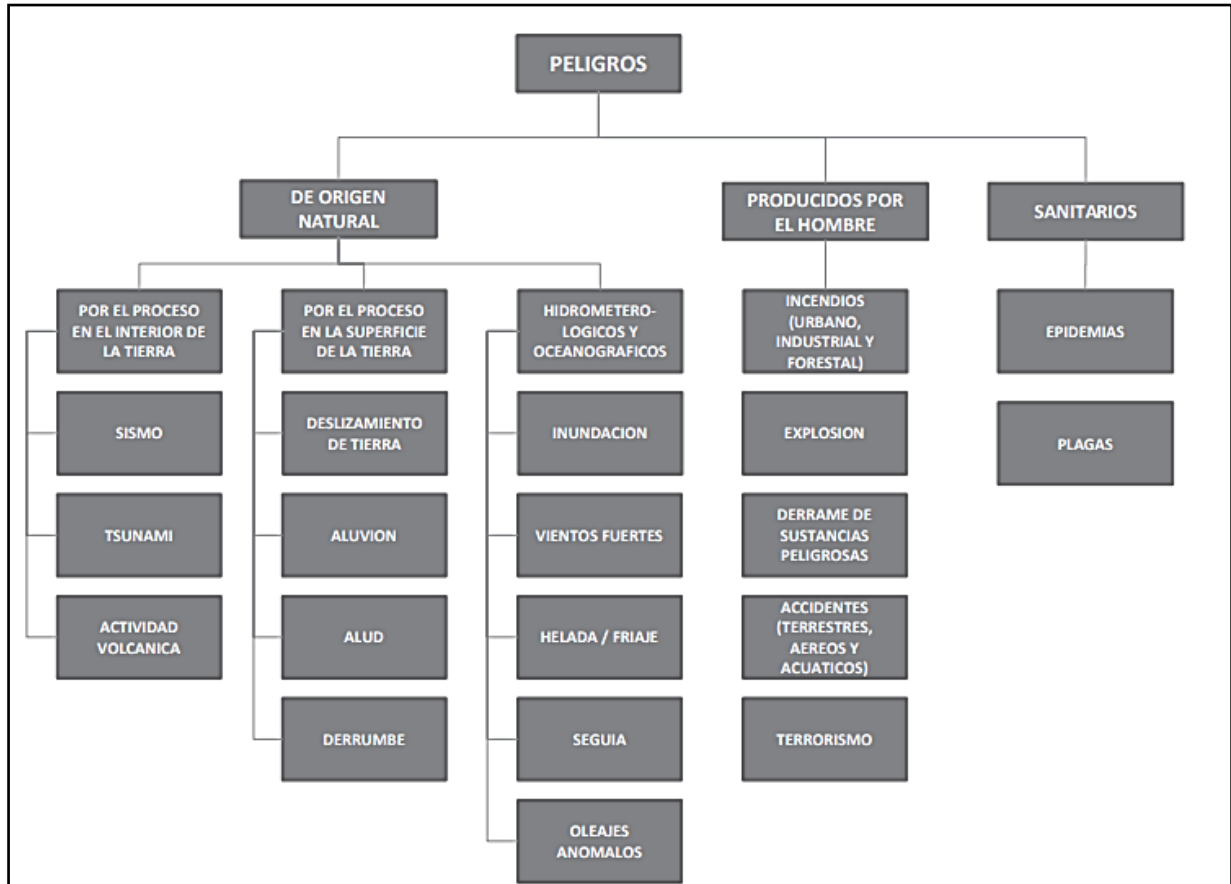 PELIGROS
DE ORIGEN
NATURAL
PRODUCIDOS POR
EL HOMBRE
SANITARIOS
POR EL PROCESO
EN EL INTERIOR DE
LA TIERRA
SISMO
TSUNAMI
ACTIVIDAD
VOLCANICA
POR EL PROCESO
EN LA SUPERFICIE
DE LA TIERRA
DESLIZAMIENTO
DE TIERRA
ALUVION
ALUD
DERRUMBE
HIDROMETERO-
LOGICOS Y
OCEANOGRAFICOS
INUNDACION
VIENTOS FUERTES
HELADA / FRIAJE
SEGUIA
OLEAJES
ANOMALOS
INCENDIOS
(URBANO,
INDUSTRIAL Y
FORESTAL)
EXPLOSION
DERRAME DE
SUSTANCIAS
PELIGROSAS
ACCIDENTES
(TERRESTRES,
AEREOS Y
ACUATICOS)
TERRORISMO
EPIDEMIAS
PLAGAS